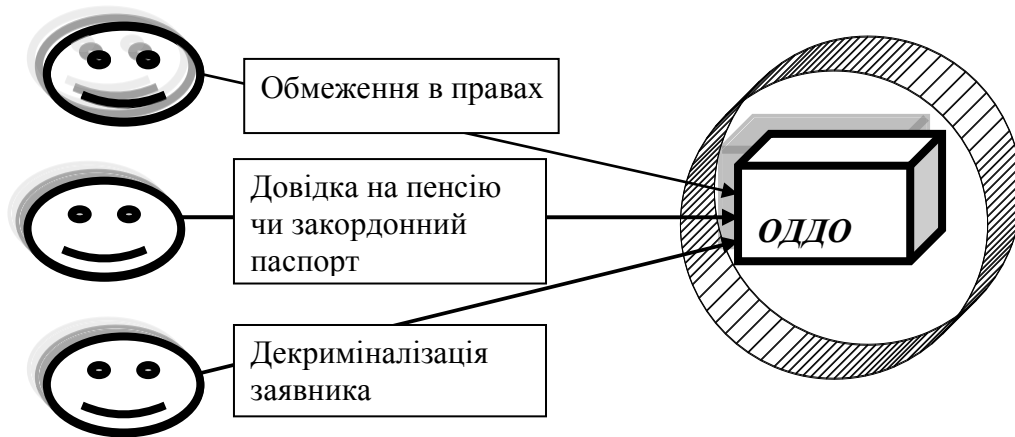 Обмеження в правах
Довідка на пенсію
чи закордонний
паспорт
ОДДО
Декриміналізація
заявника